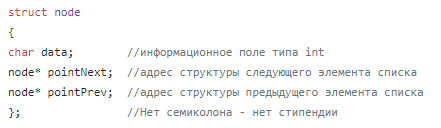 struct node
{
char data;        //информационное поле типа int
node* pointNext;  //адрес структуры следующего элемента списка
node* pointPrev;  //адрес структуры предыдущего элемента списка
};                //Нет семиколона - нет стипендии